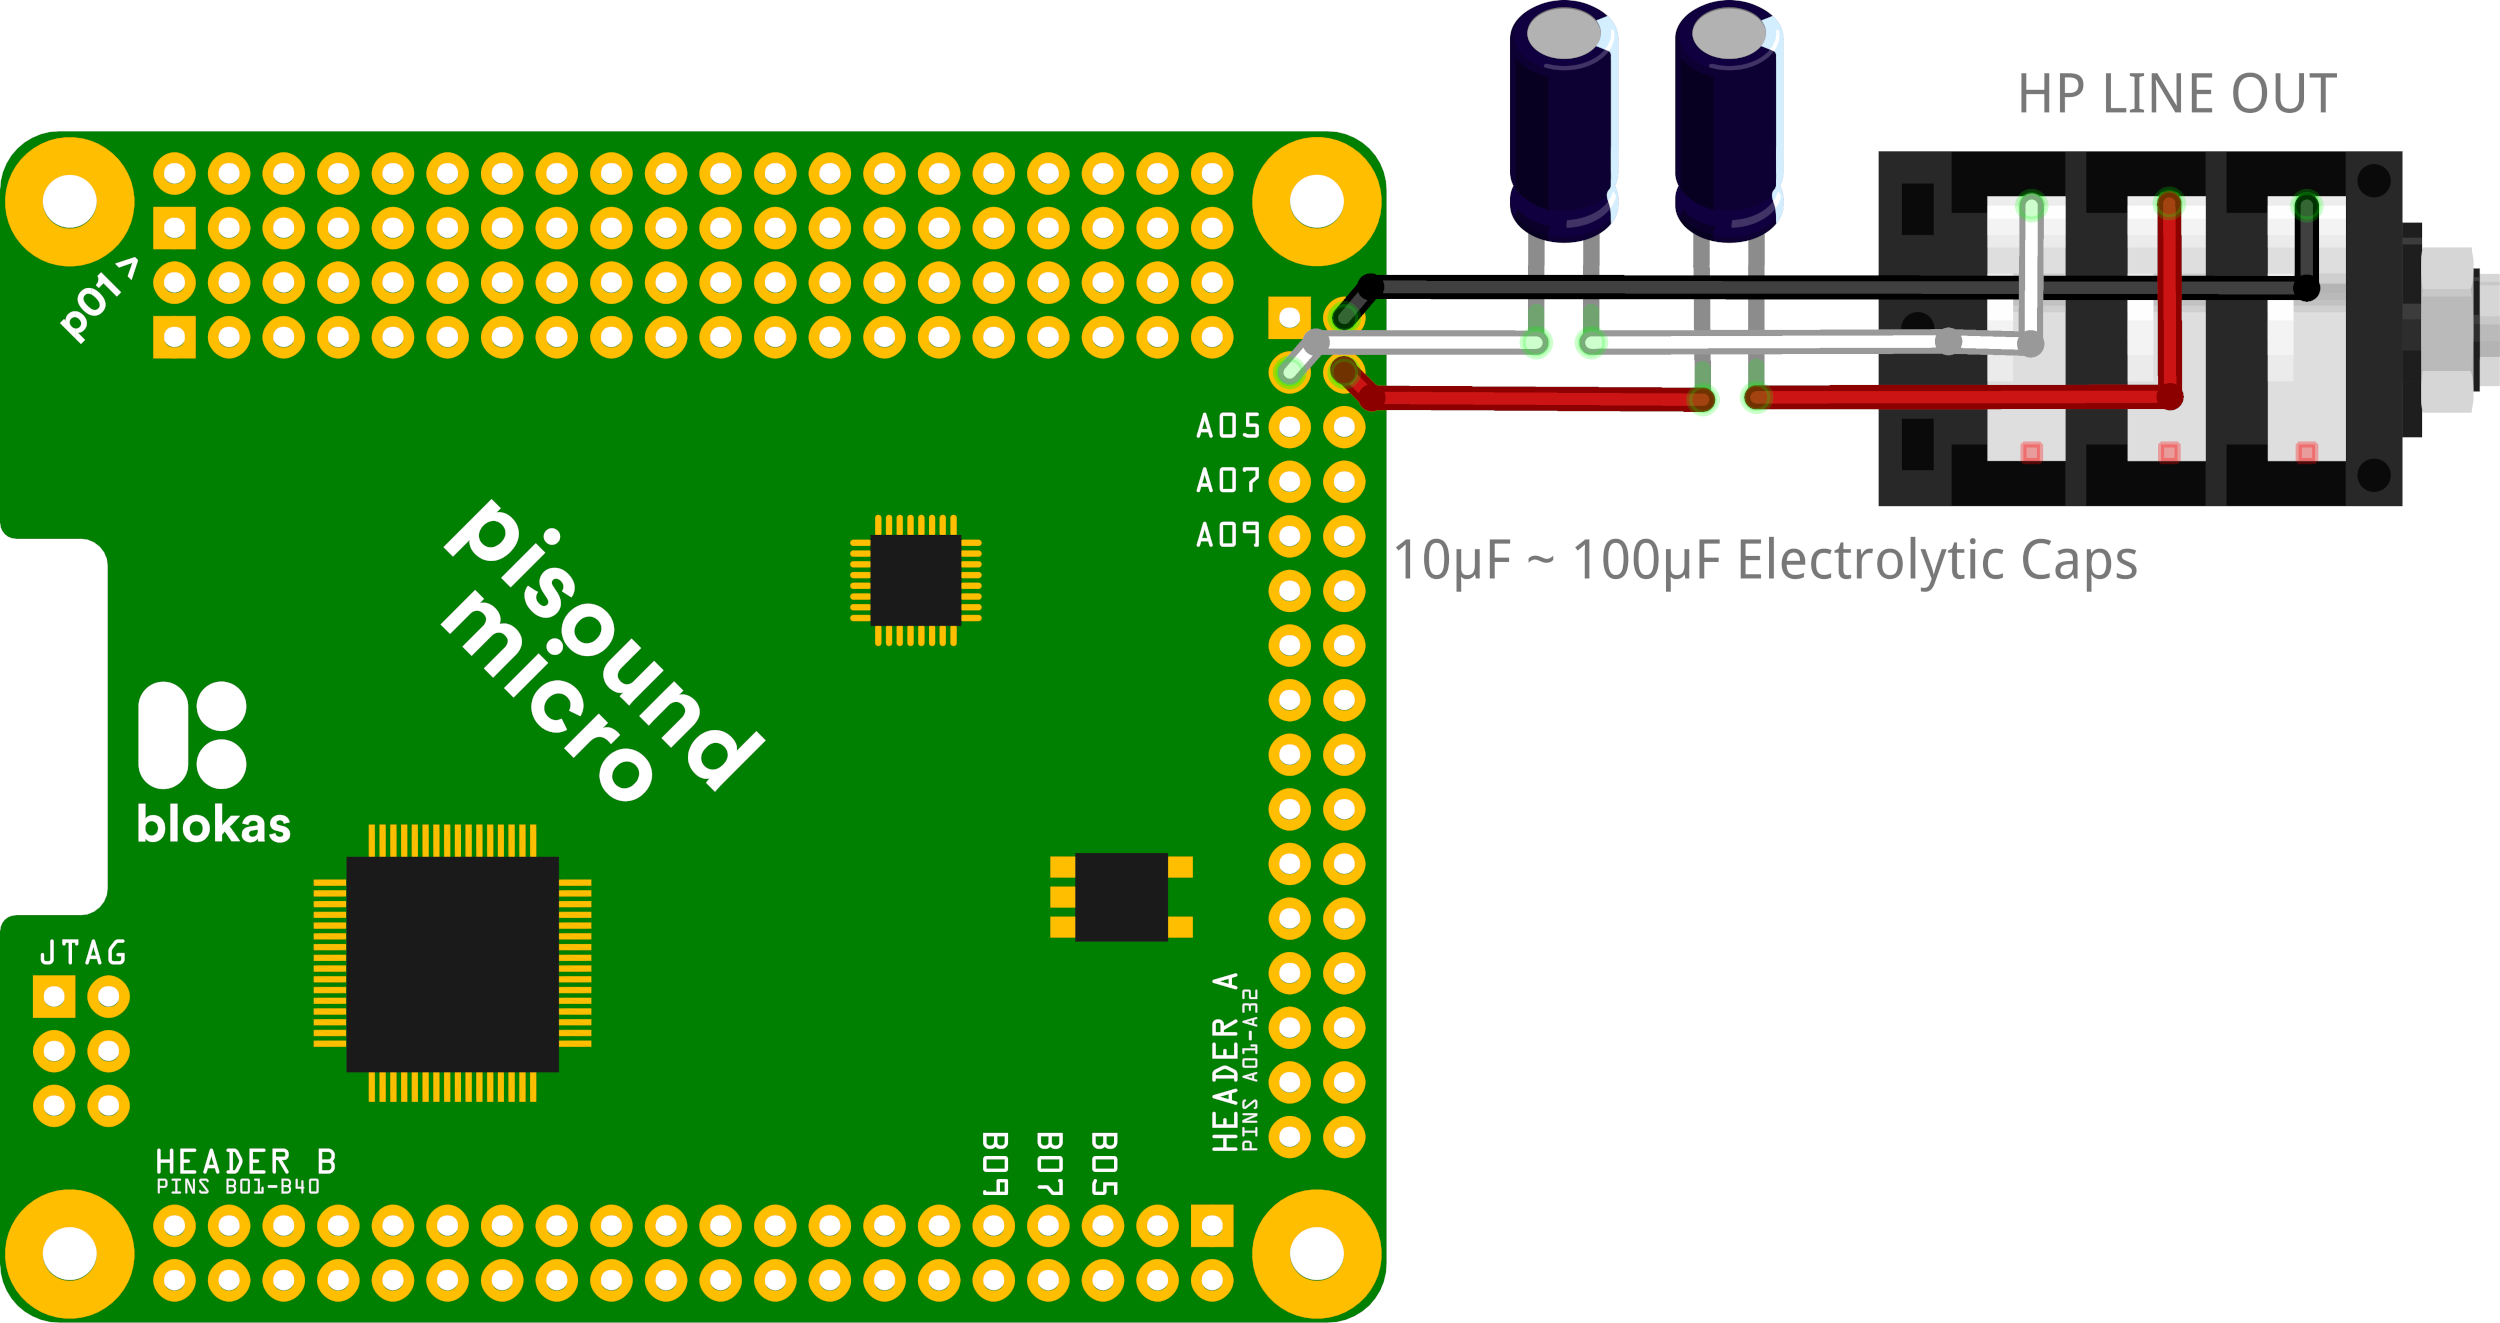 HP LINE OUT
pps >
A05
A07
A09
10µF ~ 100µF Electrolytic Caps
pisound
micro
blokas
JTAG
HEADER A
PINS A01-A32
HEADER B
PINS B01-B40
B09
B07
B05